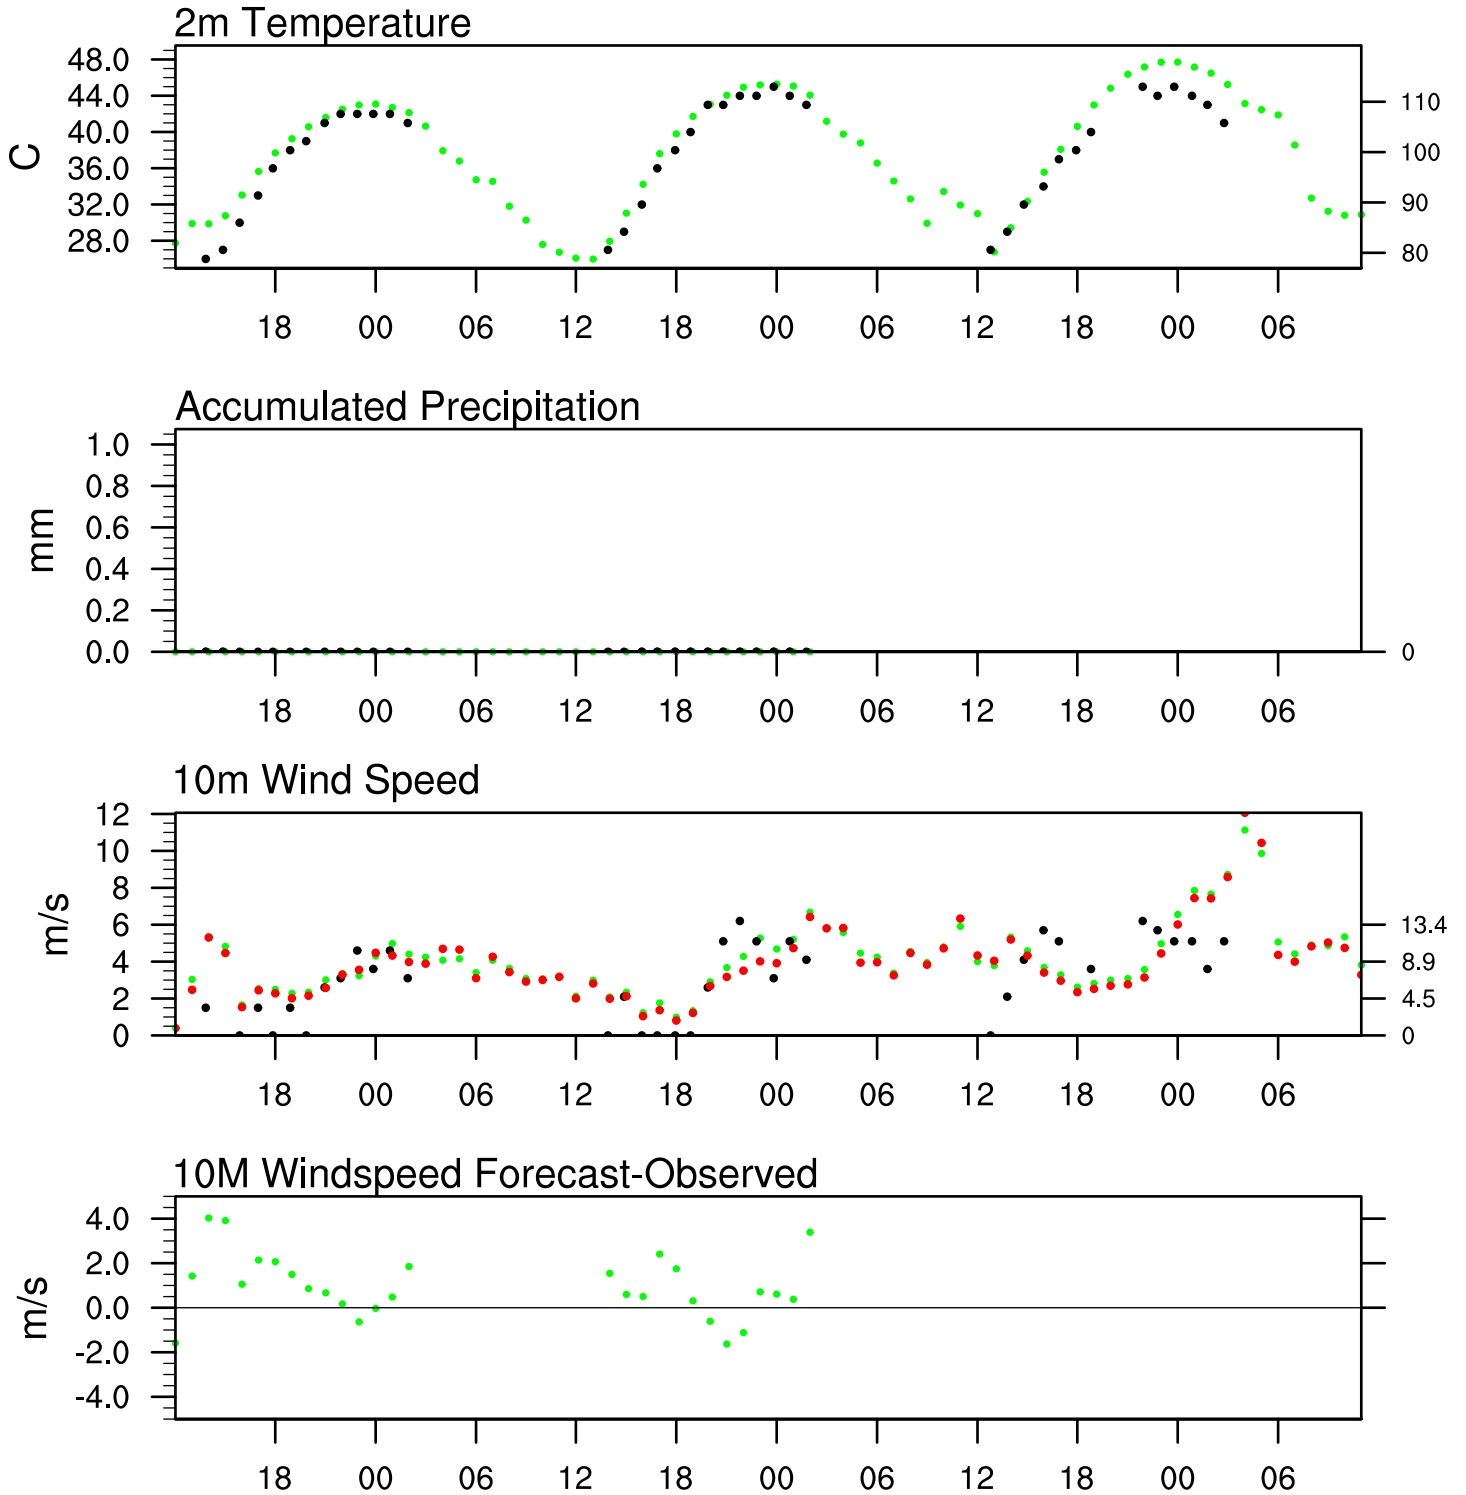 2m Temperature
48.0
44.0
40.0
36.0
32.0
28.0
C
110
100
90
80
18 00 06 12 18 00 06 12 18 00 06
Accumulated Precipitation
1.0
0.8
0.6
0.4
0.2
0.0
mm
0
18 00 06 12 18 00 06 12 18 00 06
10m Wind Speed
12
10
8
6
4
2
0
m/s
13.4
8.9
4.5
0
18 00 06 12 18 00 06 12 18 00 06
10M Windspeed Forecast-Observed
4.0
2.0
0.0
-2.0
-4.0
m/s
18 00 06 12 18 00 06 12 18 00 06